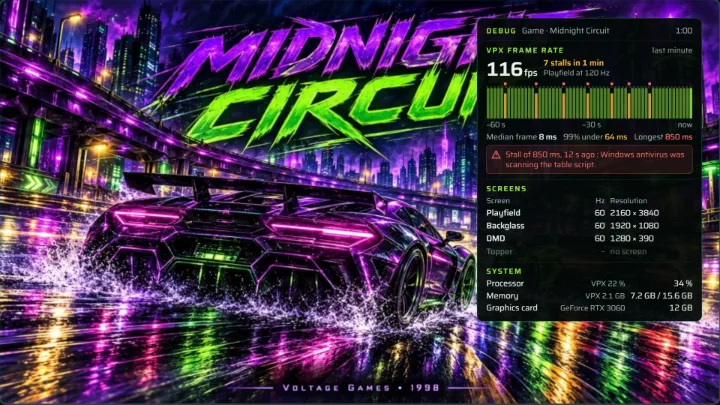 MIDNIG
CIRCU
DEBUG Game · Midnight Circuit 1:00
VPX FRAME RATE last minute
116 fps 7 stalls in 1 min
Playfield at 120 Hz
-60 s -30 s now
Median frame 8 ms 99% under 64 ms Longest 850 ms
Stall of 850 ms, 12 s ago : Windows antivirus was
scanning the table script.
SCREENS
Screen Hz Resolution
Playfield 60 2160 × 3840
Backglass 60 1920 × 1080
DMD 60 1280 × 390
Topper - no screen
SYSTEM
Processor VPX 22 % 34 %
Memory VPX 2.1 GB 7.2 GB / 15.6 GB
Graphics card GeForce RTX 3060 12 GB
VOLTAGE GAMES • 1998